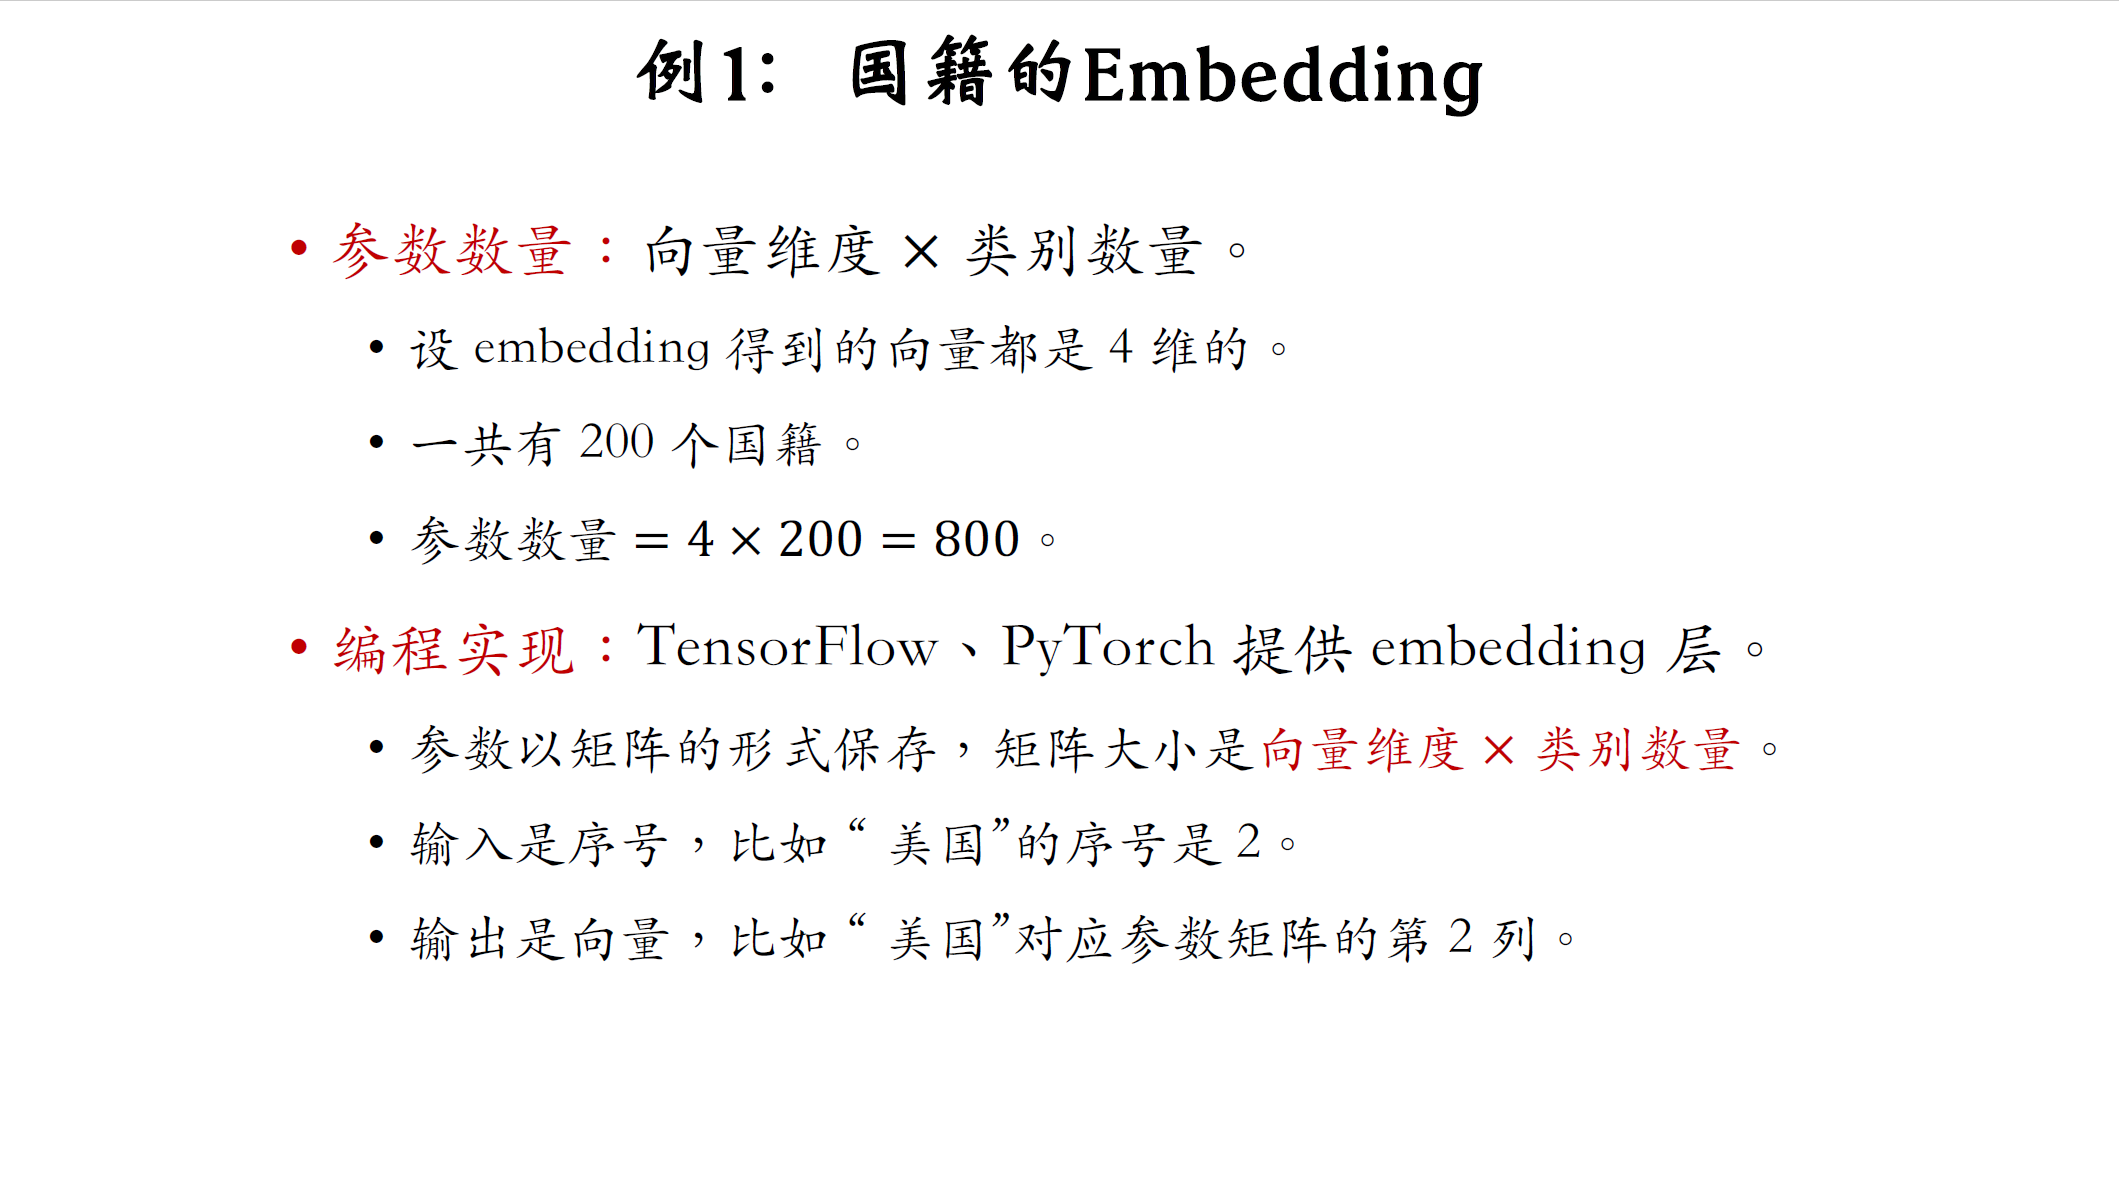 例1：国籍的Embedding
• 参数数量：向量维度 × 类别数量。
• 设 embedding 得到的向量都是 4 维的。
• 一共有 200 个国籍。
• 参数数量 = 4 × 200 = 800。
• 编程实现：TensorFlow、PyTorch 提供 embedding 层。
• 参数以矩阵的形式保存，矩阵大小是向量维度 × 类别数量。
• 输入是序号，比如 “ 美国”的序号是 2。
• 输出是向量，比如 “ 美国”对应参数矩阵的第 2 列。